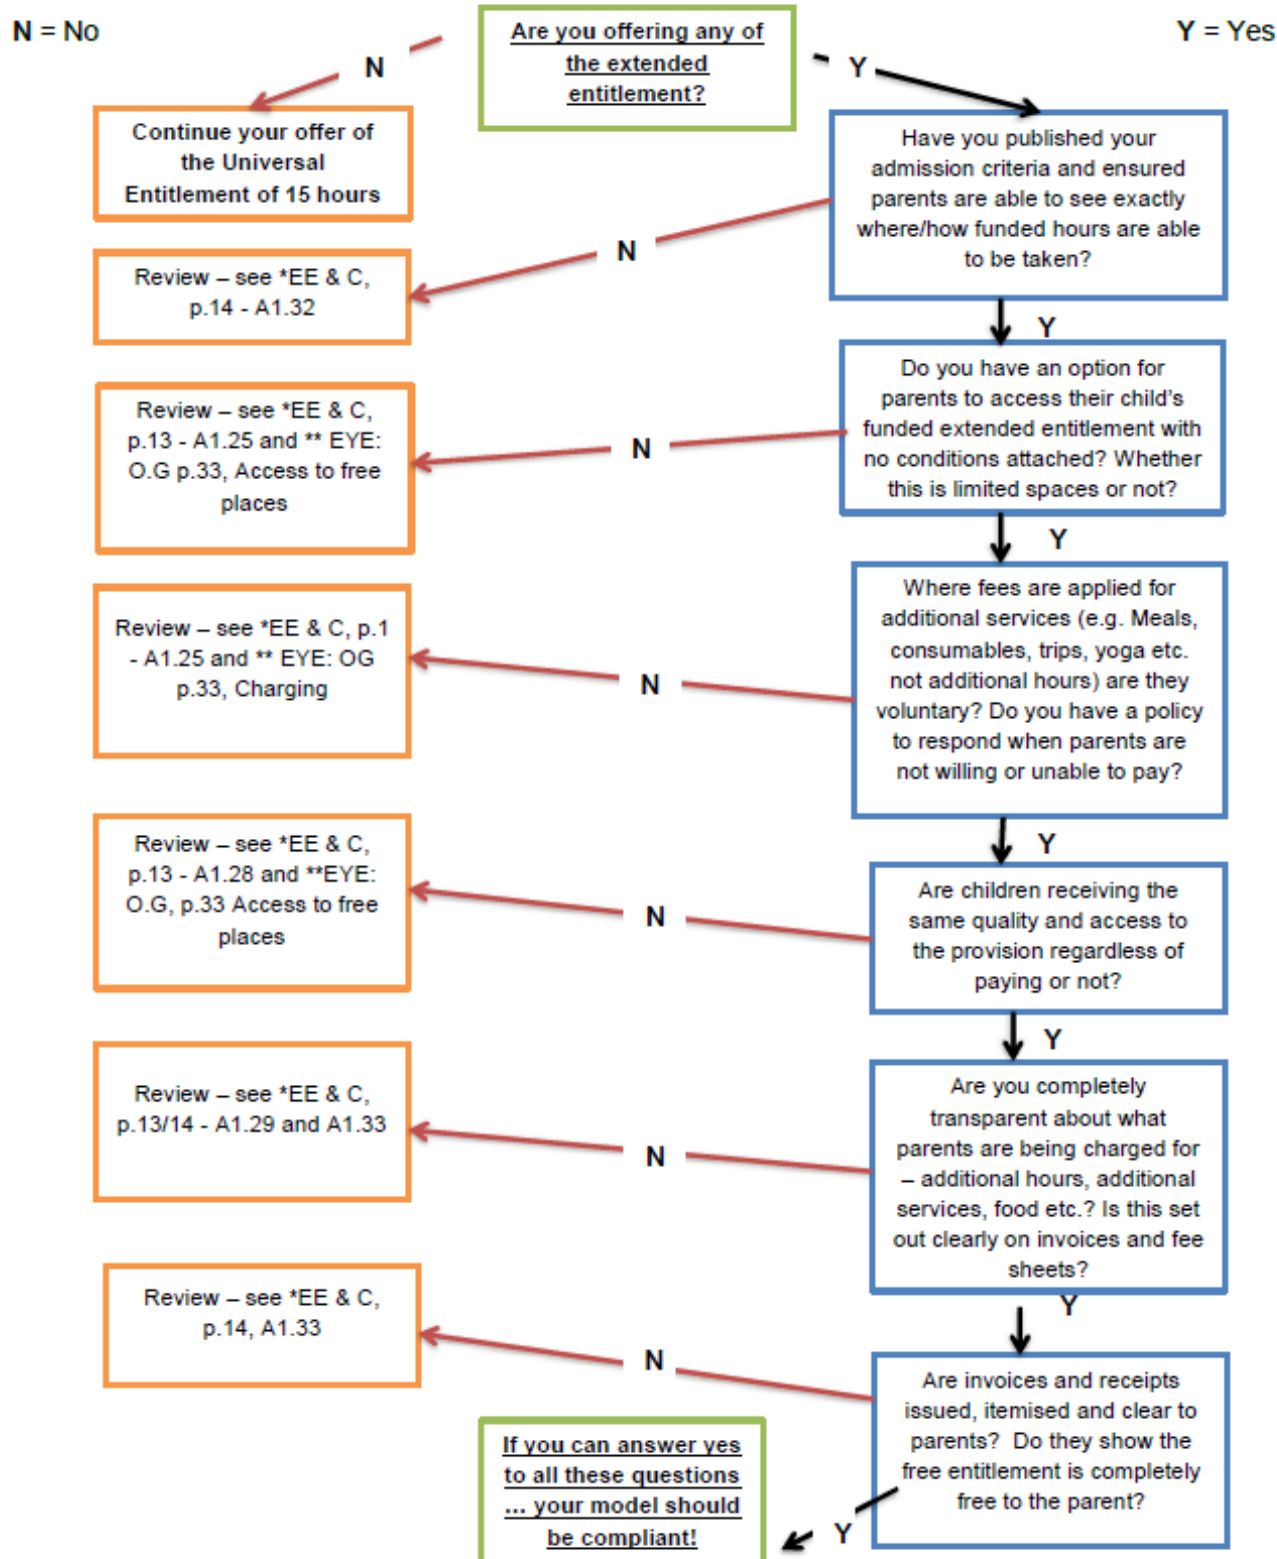 N = No
Are you offering any of
the extended
entitlement?
Y = Yes
N
Y
Continue your offer of
the Universal
Entitlement of 15 hours
Have you published your
admission criteria and ensured
parents are able to see exactly
where/how funded hours are able
to be taken?
N
Review – see *EE & C,
p.14 - A1.32
Y
Do you have an option for
parents to access their child's
funded extended entitlement with
no conditions attached? Whether
this is limited spaces or not?
N
Review – see *EE & C,
p.13 - A1.25 and ** EYE:
O.G p.33, Access to free
places
Y
Where fees are applied for
additional services (e.g. Meals,
consumables, trips, yoga etc.
not additional hours) are they
voluntary? Do you have a policy
to respond when parents are
not willing or unable to pay?
N
Review – see *EE & C, p.1
- A1.25 and ** EYE: OG
p.33, Charging
Y
Are children receiving the
same quality and access to
the provision regardless of
paying or not?
N
Review – see *EE & C,
p.13 - A1.28 and **EYE:
O.G, p.33 Access to free
places
Y
Are you completely
transparent about what
parents are being charged for
– additional hours, additional
services, food etc.? Is this set
out clearly on invoices and fee
sheets?
N
Review – see *EE & C,
p.13/14 - A1.29 and A1.33
Y
Are invoices and receipts
issued, itemised and clear to
parents?  Do they show the
free entitlement is completely
free to the parent?
N
Review – see *EE & C,
p.14, A1.33
Y
If you can answer yes
to all these questions
... your model should
be compliant!